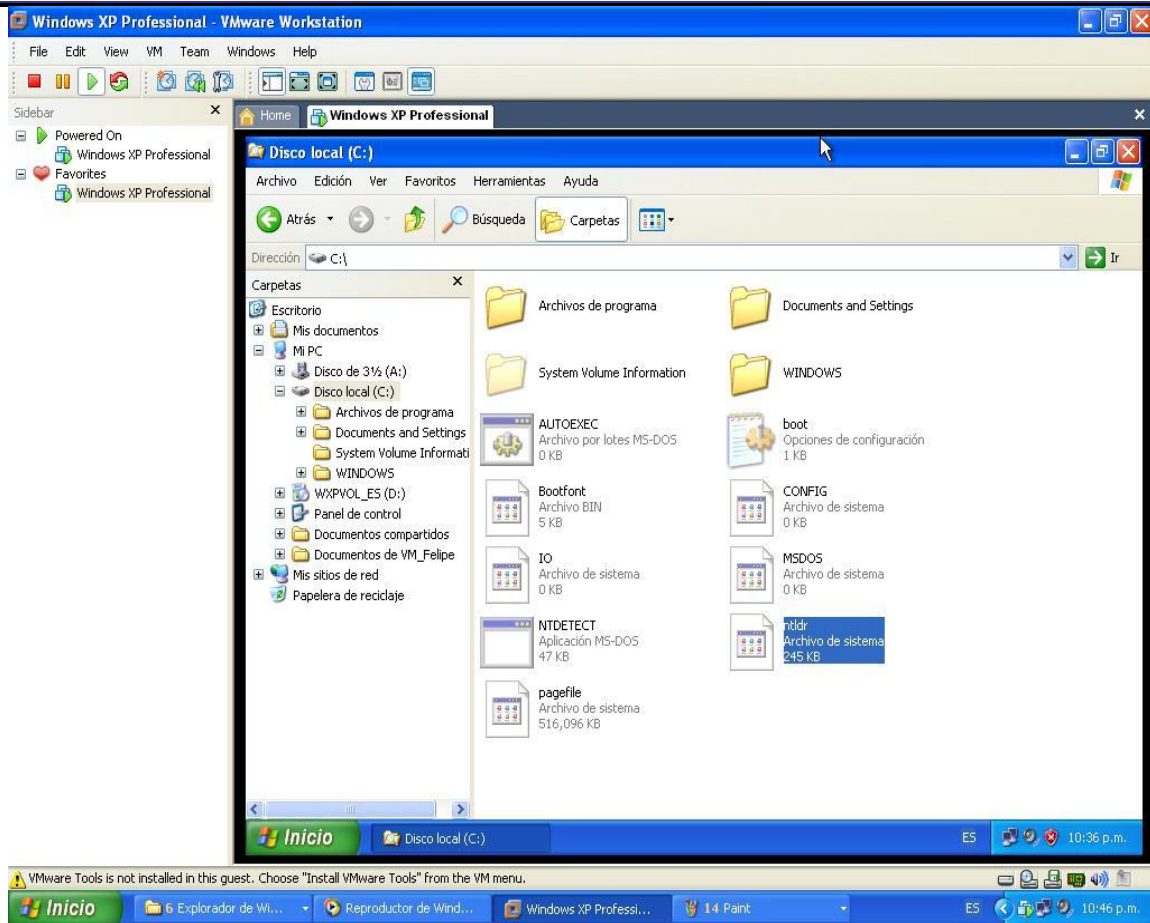 Windows XP Professional - VMware Workstation
File Edit View VM Team Windows Help
Sidebar
Powered On
Windows XP Professional
Favorites
Windows XP Professional
Home
Windows XP Professional
Disco local (C:)
Archivo Edición Ver Favoritos Herramientas Ayuda
Atrás Búsqueda Carpetas
Dirección C:\ Ir
Carpetas
Escritorio
Mis documentos
Mi PC
Disco de 3½ (A:)
Disco local (C:)
Archivos de programa
Documents and Settings
System Volume Informati
WINDOWS
WXPVOL_ES (D:)
Panel de control
Documentos compartidos
Documentos de VM_Felipe
Mis sitios de red
Papelera de reciclaje
Archivos de programa
Documents and Settings
System Volume Information
WINDOWS
AUTOEXEC
Archivo por lotes MS-DOS
0 KB
boot
Opciones de configuración
1 KB
Bootfont
Archivo BIN
5 KB
CONFIG
Archivo de sistema
0 KB
IO
Archivo de sistema
0 KB
MSDOS
Archivo de sistema
0 KB
NTDETECT
Aplicación MS-DOS
47 KB
ntldr
Archivo de sistema
245 KB
pagefile
Archivo de sistema
516,096 KB
Inicio Disco local (C:) ES 10:36 p.m.
VMware Tools is not installed in this guest. Choose "Install VMware Tools" from the VM menu.
Inicio 6 Explorador de Wi... Reproductor de Wind... Windows XP Professi... 14 Paint ES 10:46 p.m.